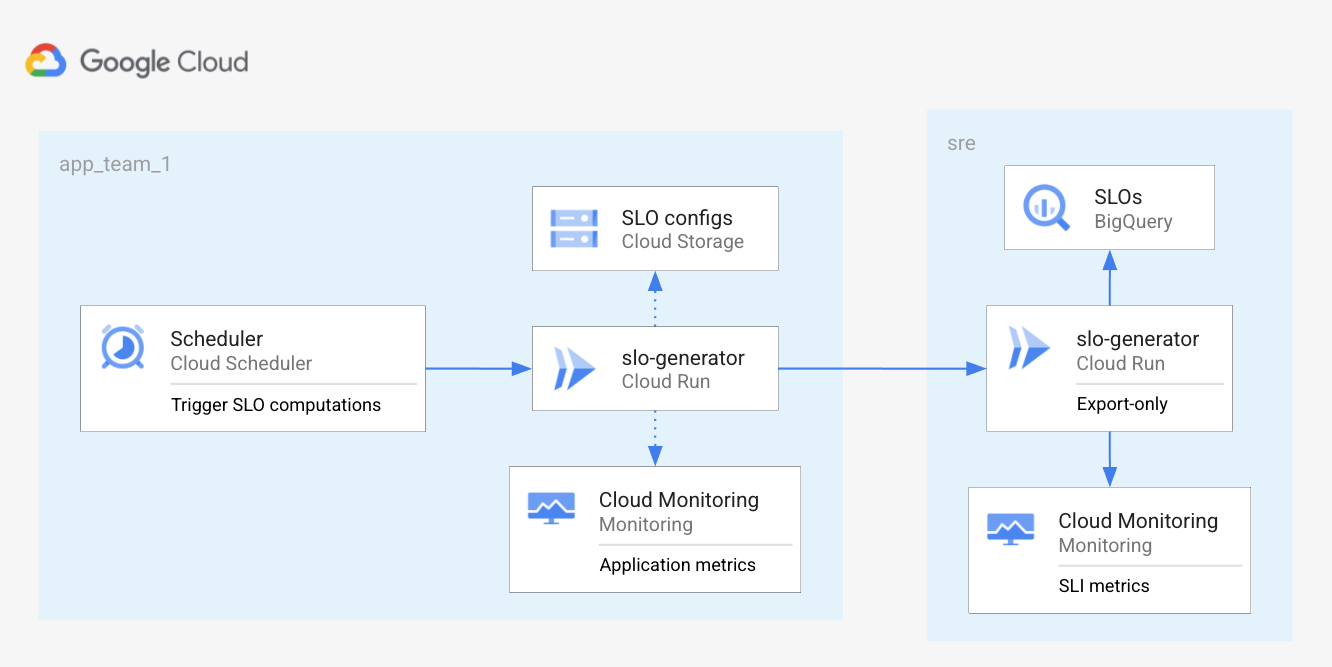 Google Cloud
app_team_1
Scheduler
Cloud Scheduler
Trigger SLO computations
SLO configs
Cloud Storage
slo-generator
Cloud Run
Cloud Monitoring
Monitoring
Application metrics
sre
SLOs
BigQuery
slo-generator
Cloud Run
Export-only
Cloud Monitoring
Monitoring
SLI metrics